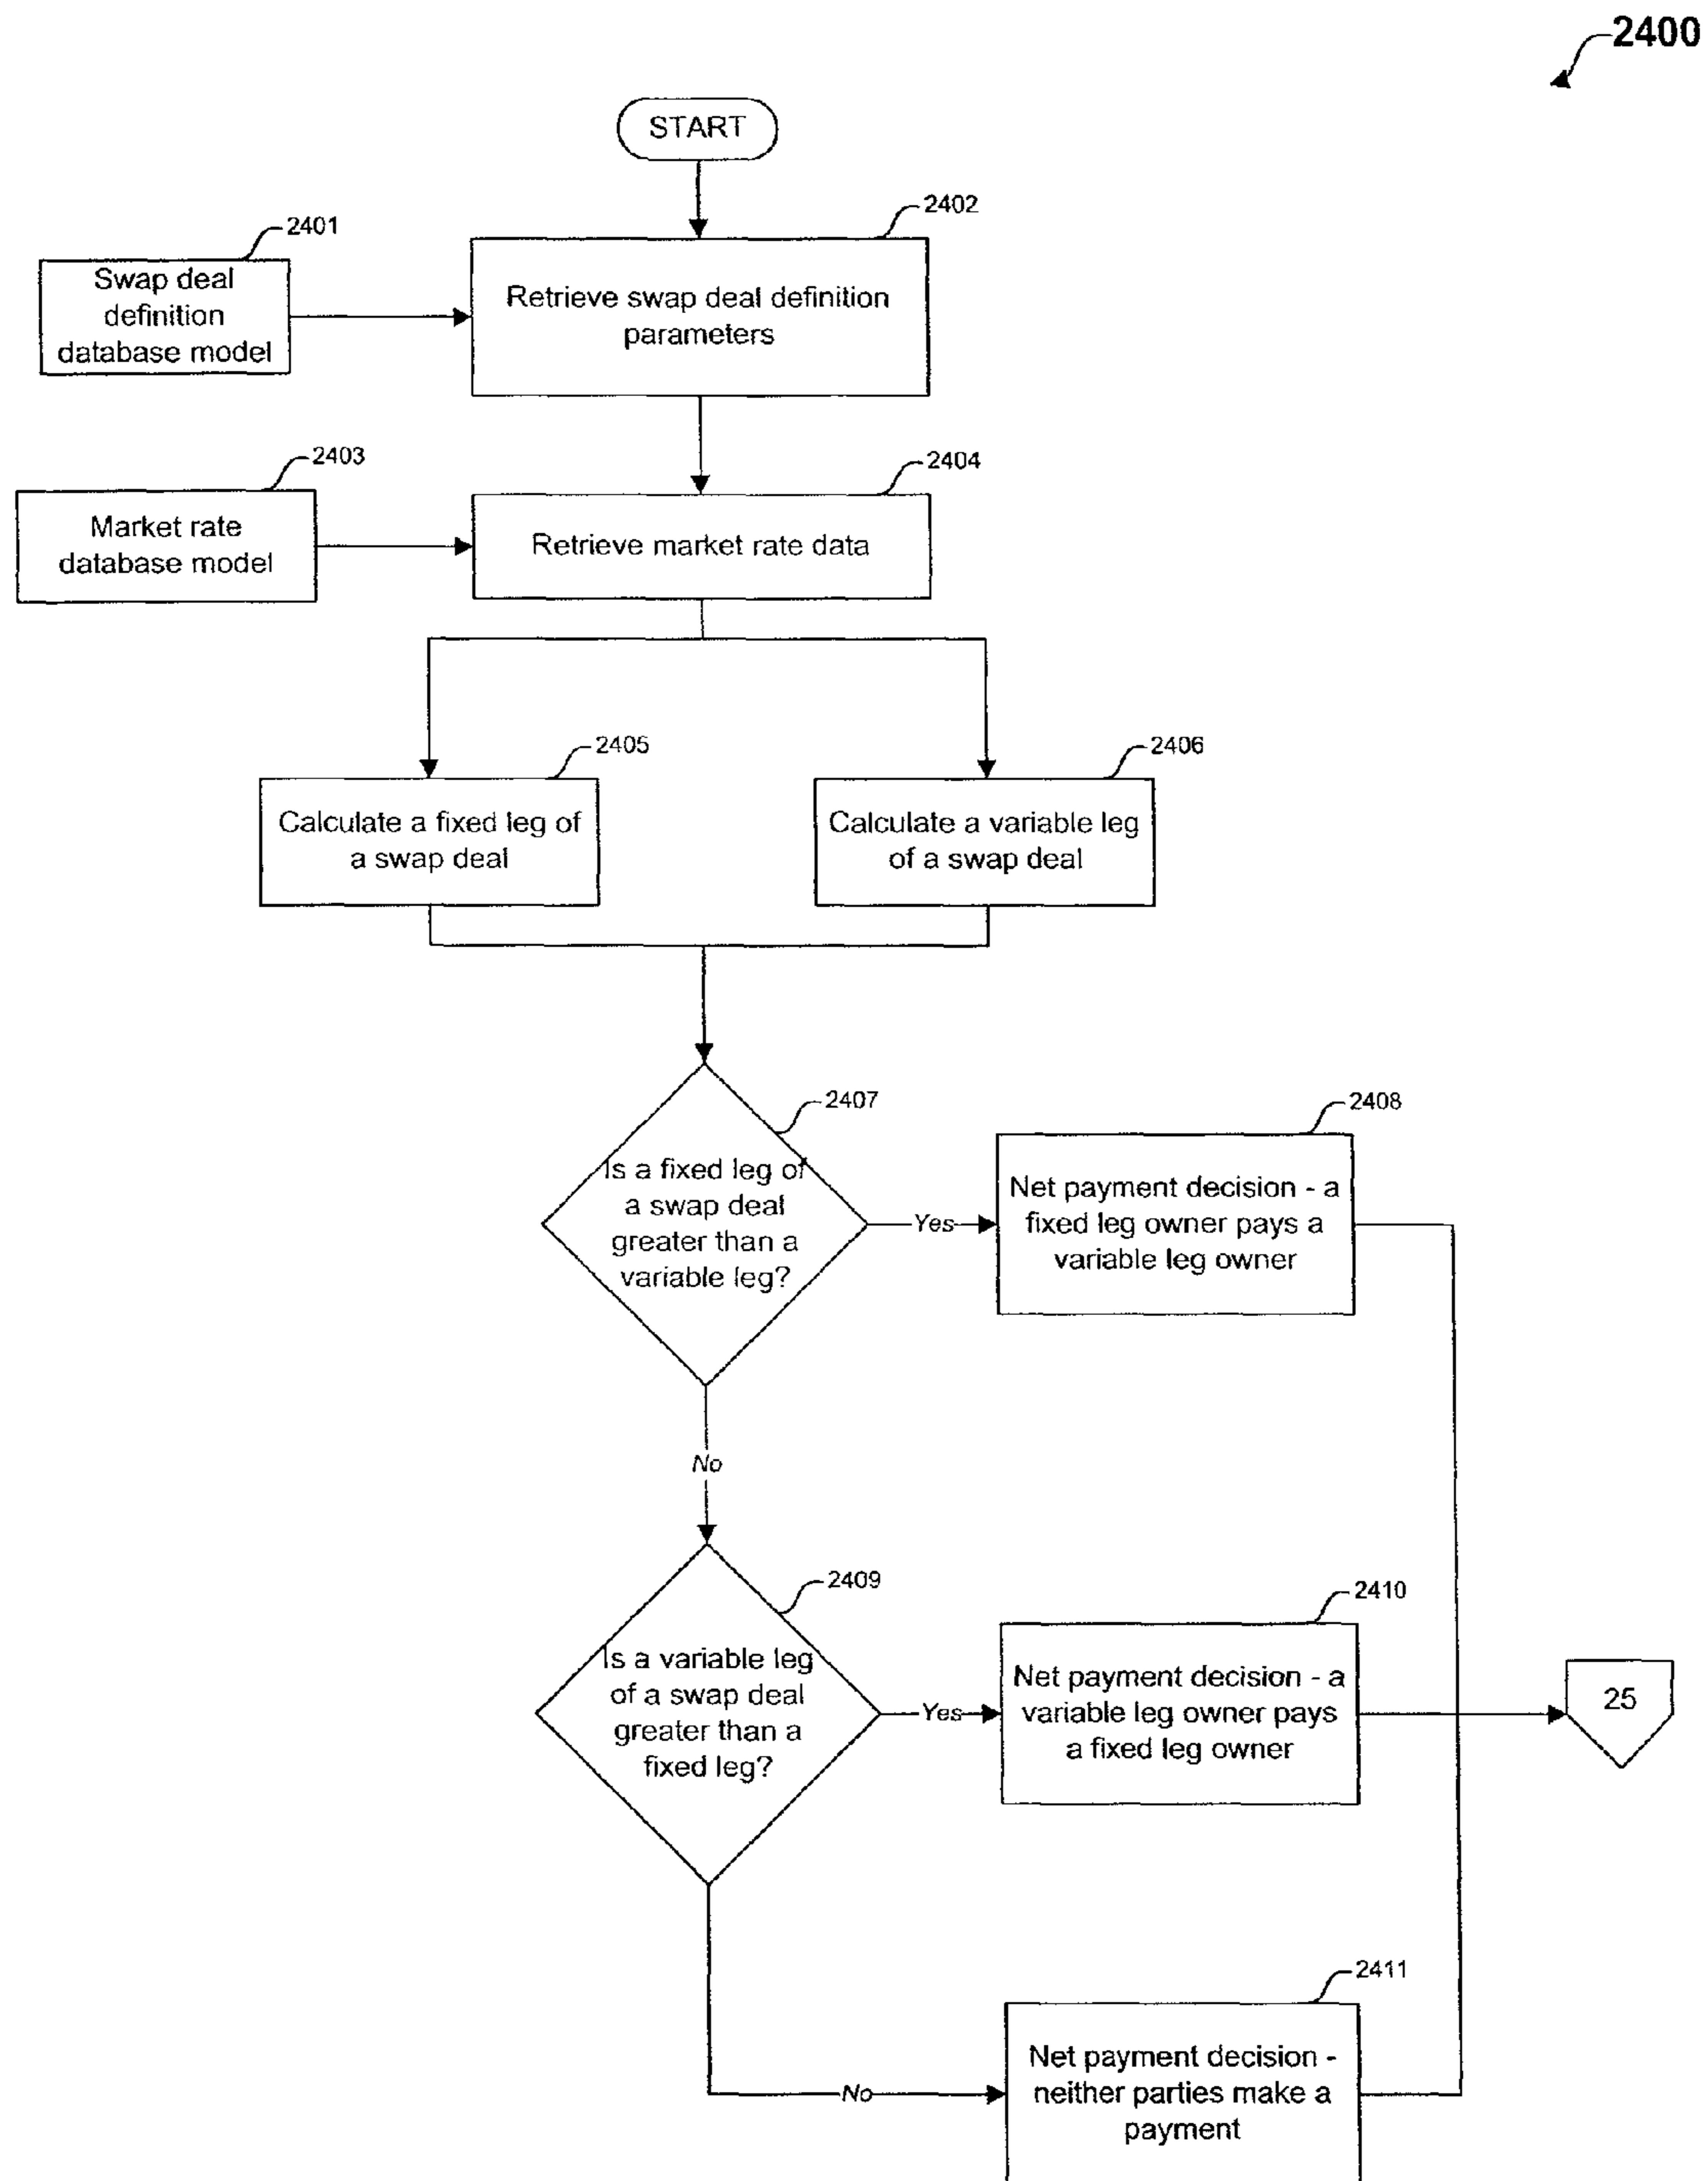 2400
START
2401
2402
Swap deal
definition
database model
Retrieve swap deal definition
parameters
2403
2404
Market rate
database model
Retrieve market rate data
2405
2406
Calculate a fixed leg of
a swap deal
Calculate a variable leg
of a swap deal
2407
2408
Is a fixed leg of
a swap deal
greater than a
variable leg?
Yes
Net payment decision - a
fixed leg owner pays a
variable leg owner
No
2409
2410
Is a variable leg
of a swap deal
greater than a
fixed leg?
Yes
Net payment decision - a
variable leg owner pays
a fixed leg owner
25
2411
No
Net payment decision -
neither parties make a
payment